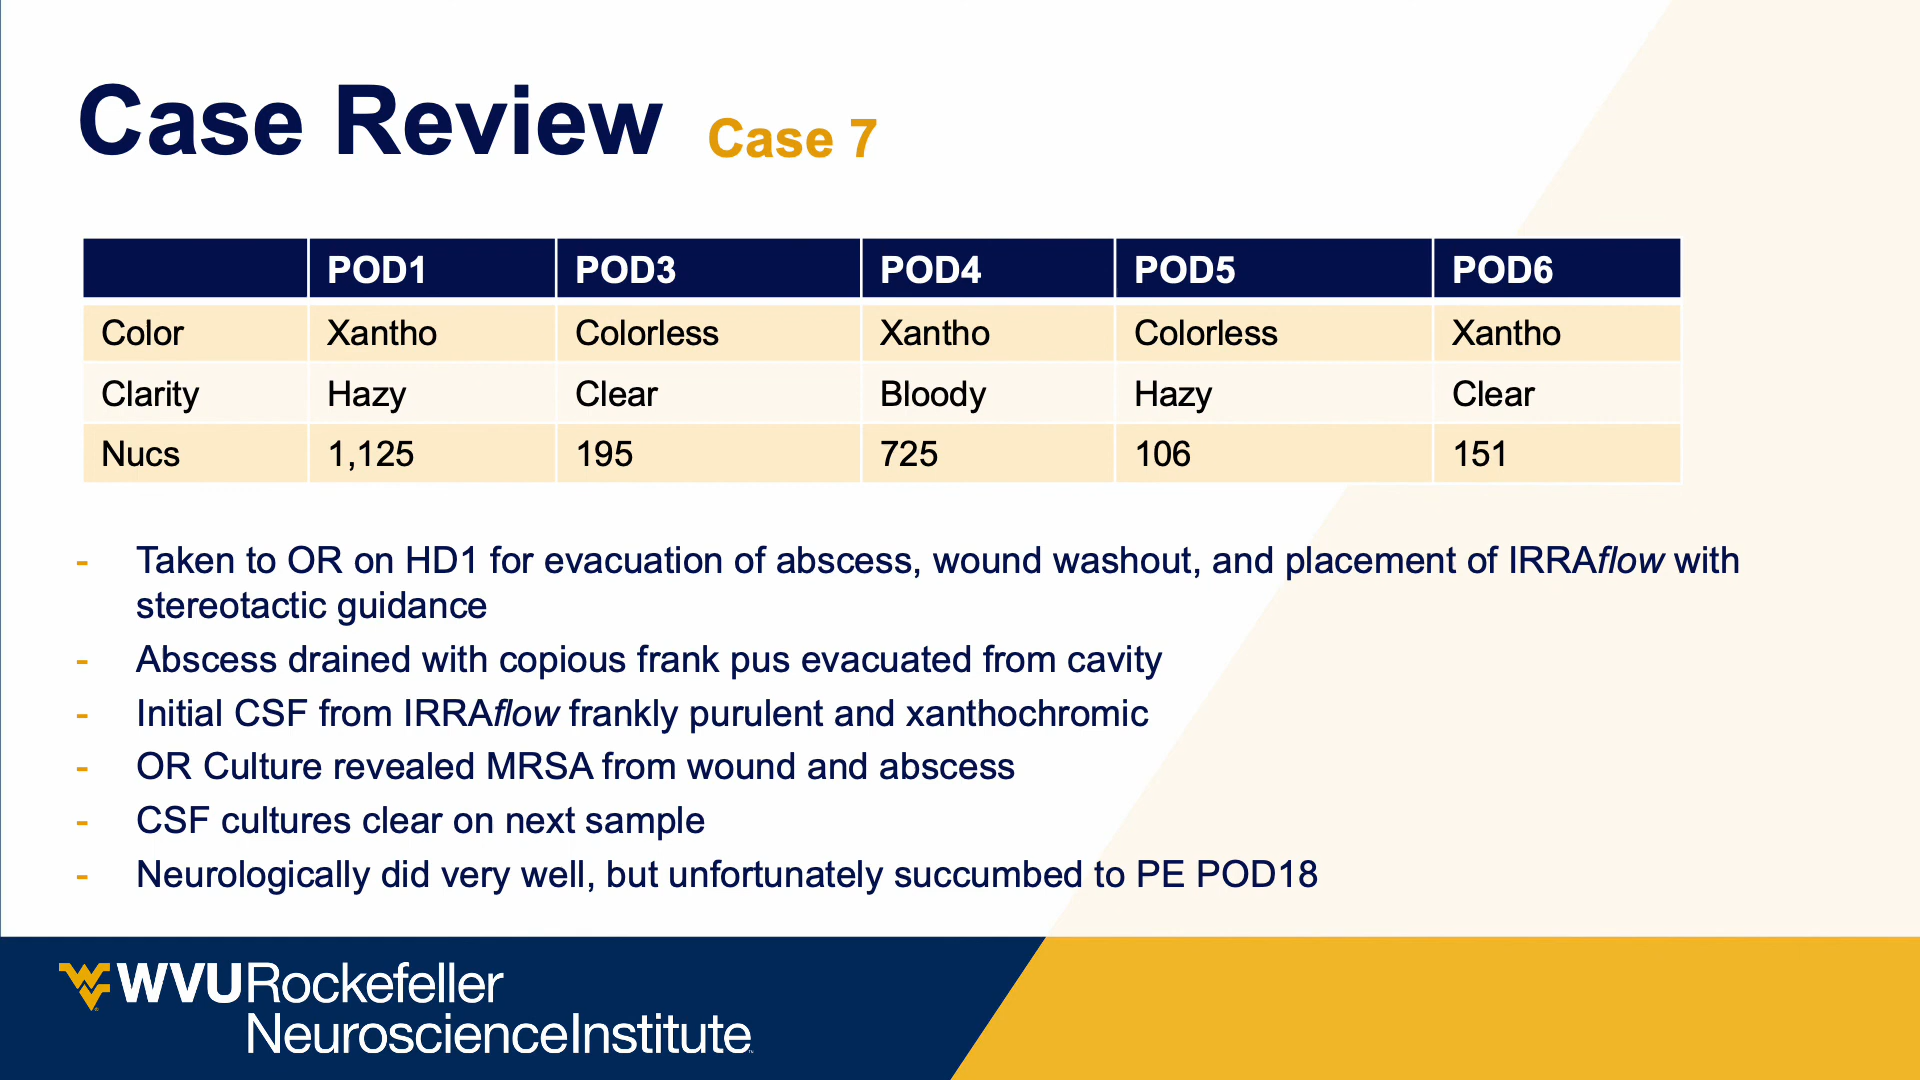 Case Review Case 7
POD1 POD3 POD4 POD5 POD6
Color Xantho Colorless Xantho Colorless Xantho
Clarity Hazy Clear Bloody Hazy Clear
Nucs 1,125 195 725 106 151
- Taken to OR on HD1 for evacuation of abscess, wound washout, and placement of IRRAflow with
stereotactic guidance
- Abscess drained with copious frank pus evacuated from cavity
- Initial CSF from IRRAflow frankly purulent and xanthochromic
- OR Culture revealed MRSA from wound and abscess
- CSF cultures clear on next sample
- Neurologically did very well, but unfortunately succumbed to PE POD18
WVURockefeller
NeuroscienceInstitute